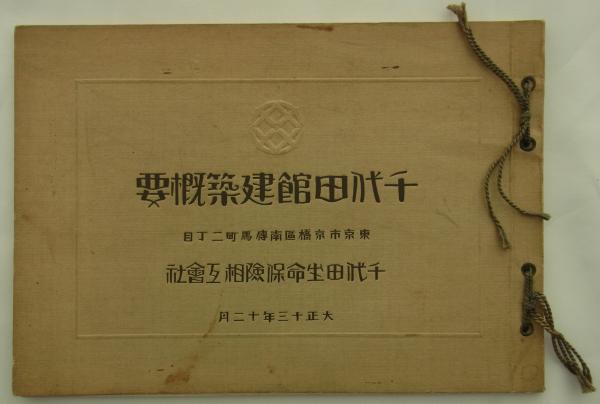 千代田館建築概要
東京市京橋區南傳馬町二丁目
千代田生命保險相互會社
大正十三年十二月